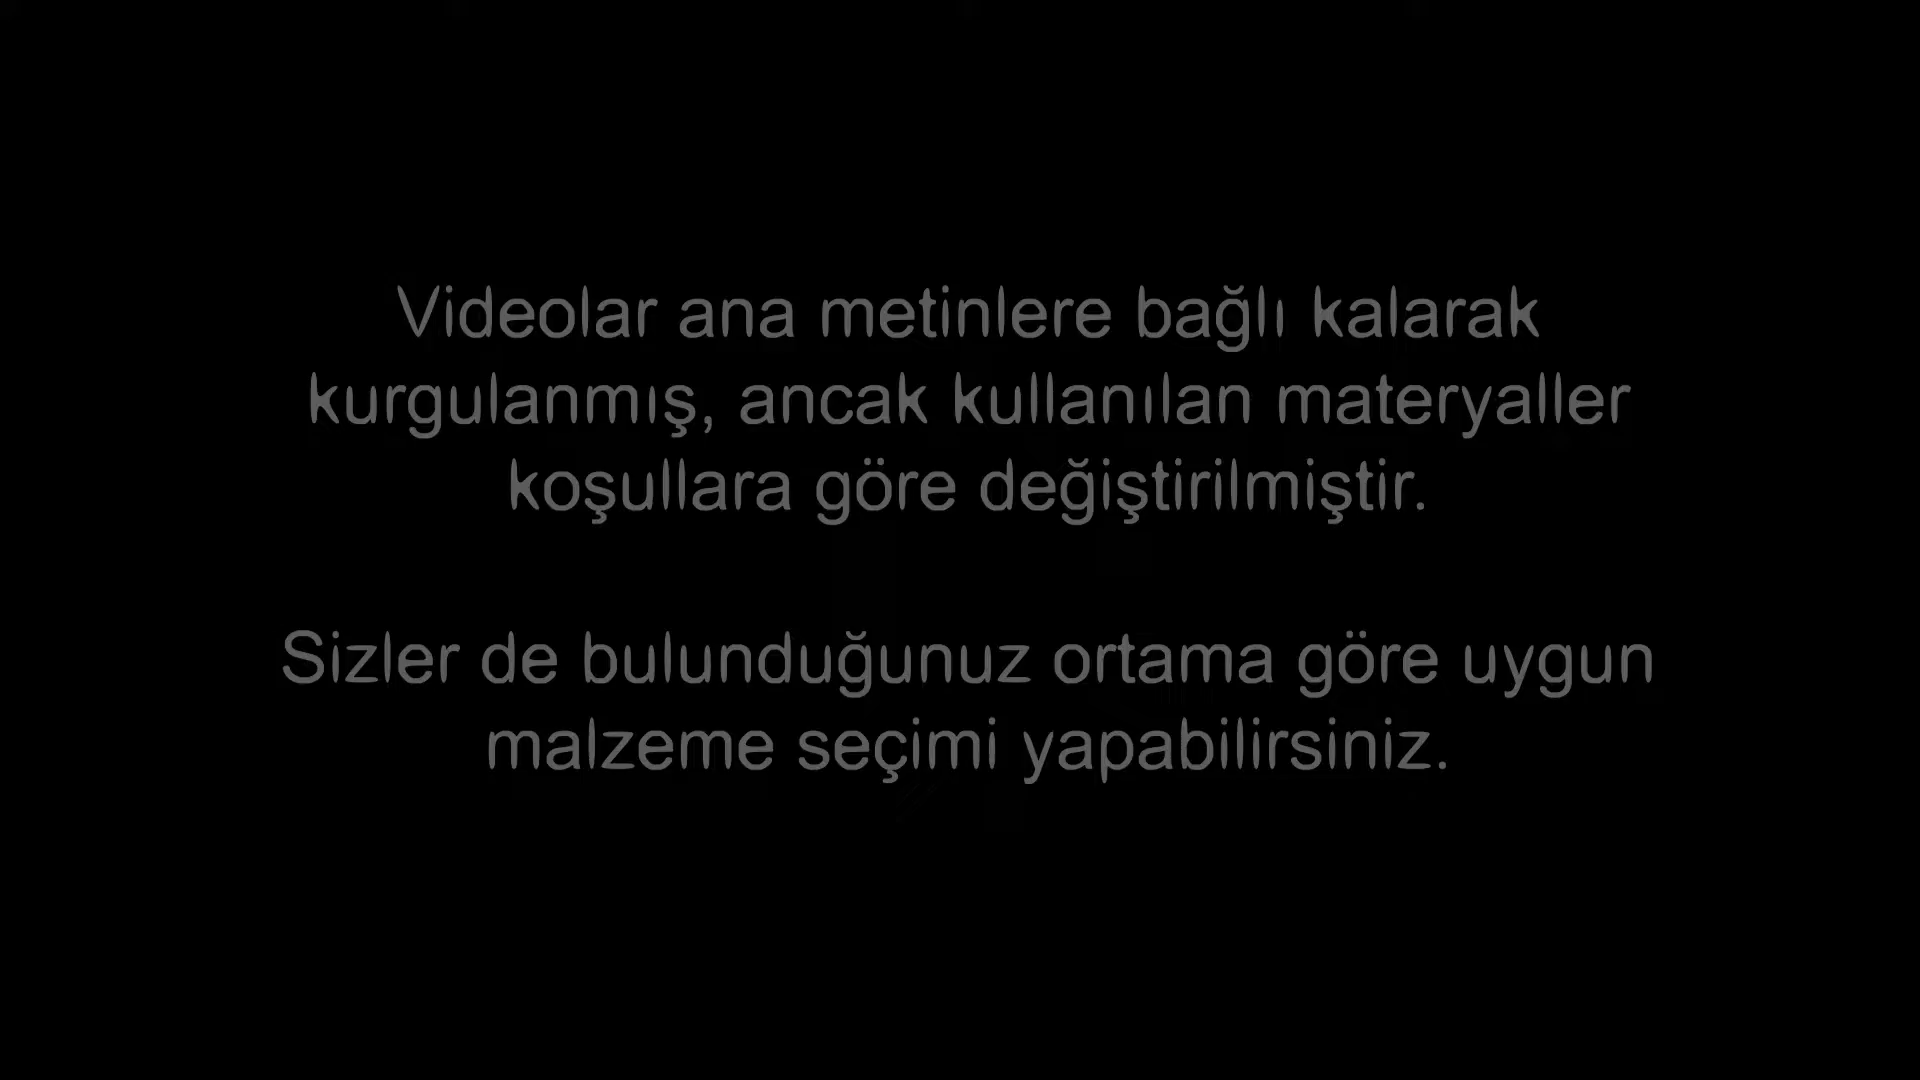 Videolar ana metinlere bağlı kalarak
kurgulanmış, ancak kullanılan materyaller
koşullara göre değiştirilmiştir.
Sizler de bulunduğunuz ortama göre uygun
malzeme seçimi yapabilirsiniz.